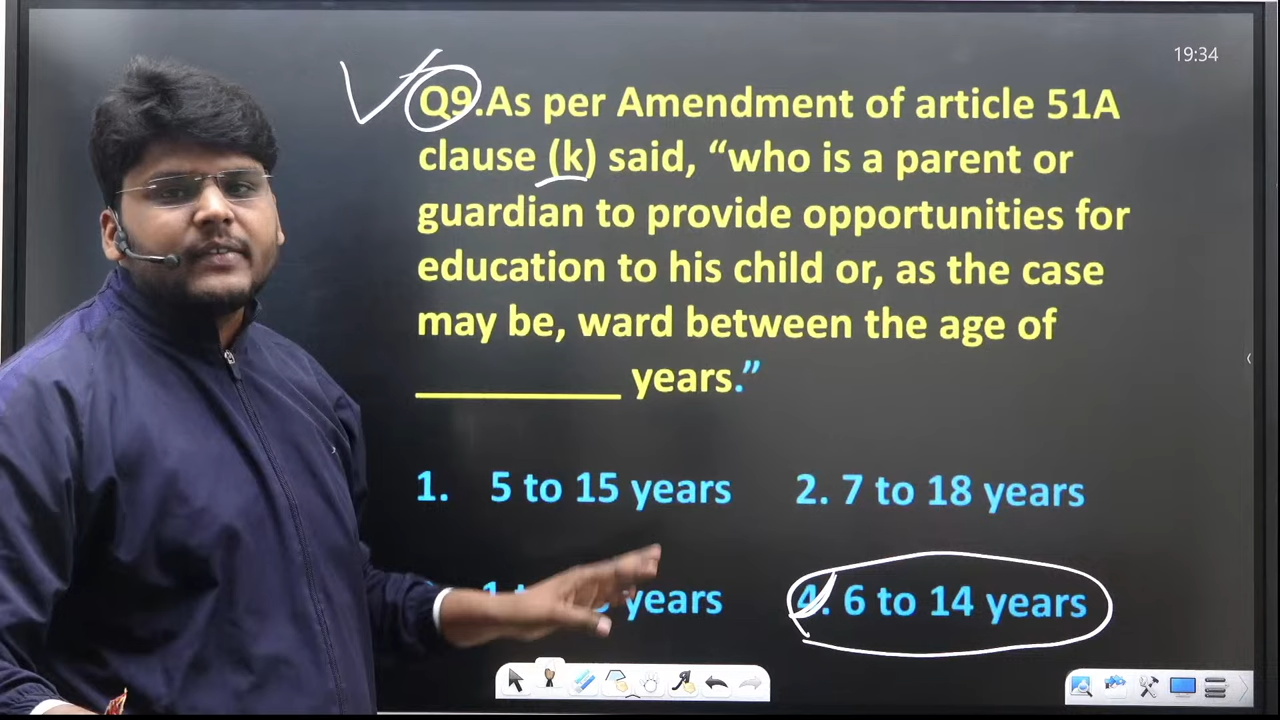 19:34
Q9.As per Amendment of article 51A
clause (k) said, “who is a parent or
guardian to provide opportunities for
education to his child or, as the case
may be, ward between the age of
__________ years.”
1. 5 to 15 years 2. 7 to 18 years
years 4. 6 to 14 years